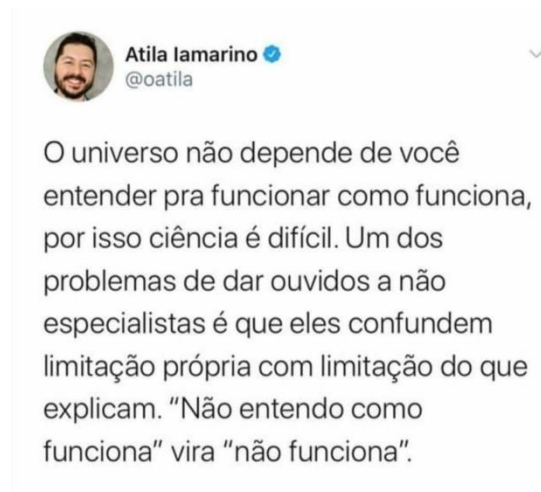 Atila Iamarino
@oatila
O universo não depende de você
entender pra funcionar como funciona,
por isso ciência é difícil. Um dos
problemas de dar ouvidos a não
especialistas é que eles confundem
limitação própria com limitação do que
explicam. "Não entendo como
funciona" vira "não funciona".